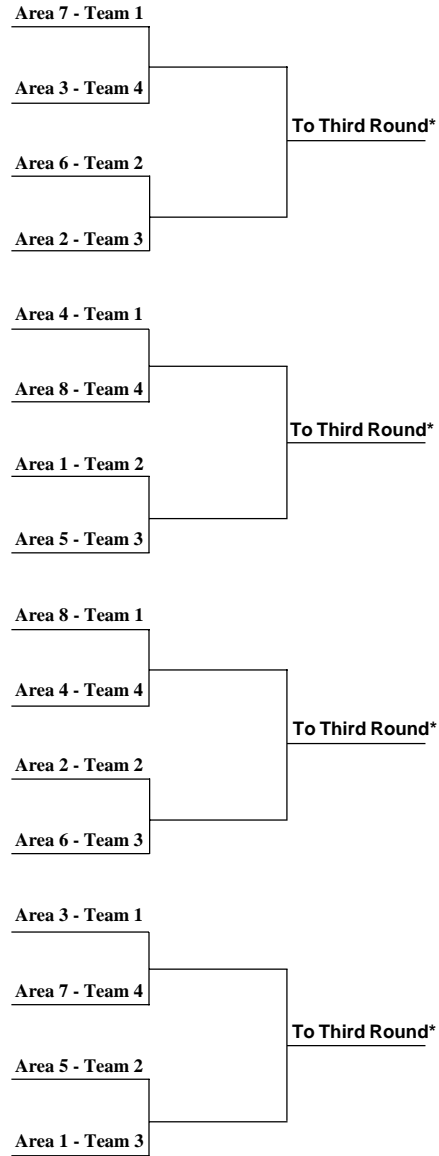 Area 7 - Team 1
Area 3 - Team 4
To Third Round*
Area 6 - Team 2
Area 2 - Team 3
Area 4 - Team 1
Area 8 - Team 4
To Third Round*
Area 1 - Team 2
Area 5 - Team 3
Area 8 - Team 1
Area 4 - Team 4
To Third Round*
Area 2 - Team 2
Area 6 - Team 3
Area 3 - Team 1
Area 7 - Team 4
To Third Round*
Area 5 - Team 2
Area 1 - Team 3